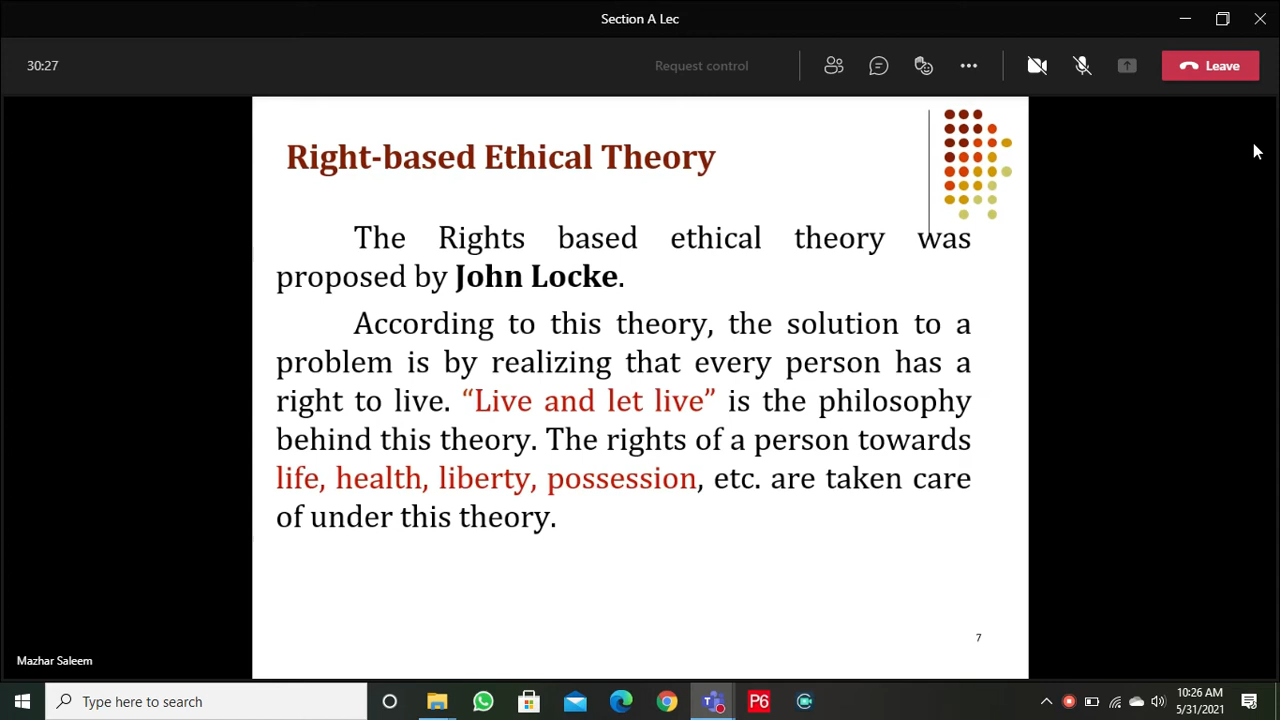 Section A Lec
30:27
Request control
Leave
Right-based Ethical Theory
The Rights based ethical theory was
proposed by John Locke.
According to this theory, the solution to a
problem is by realizing that every person has a
right to live. “Live and let live” is the philosophy
behind this theory. The rights of a person towards
life, health, liberty, possession, etc. are taken care
of under this theory.
7
Mazhar Saleem
Type here to search
P6
10:26 AM
5/31/2021